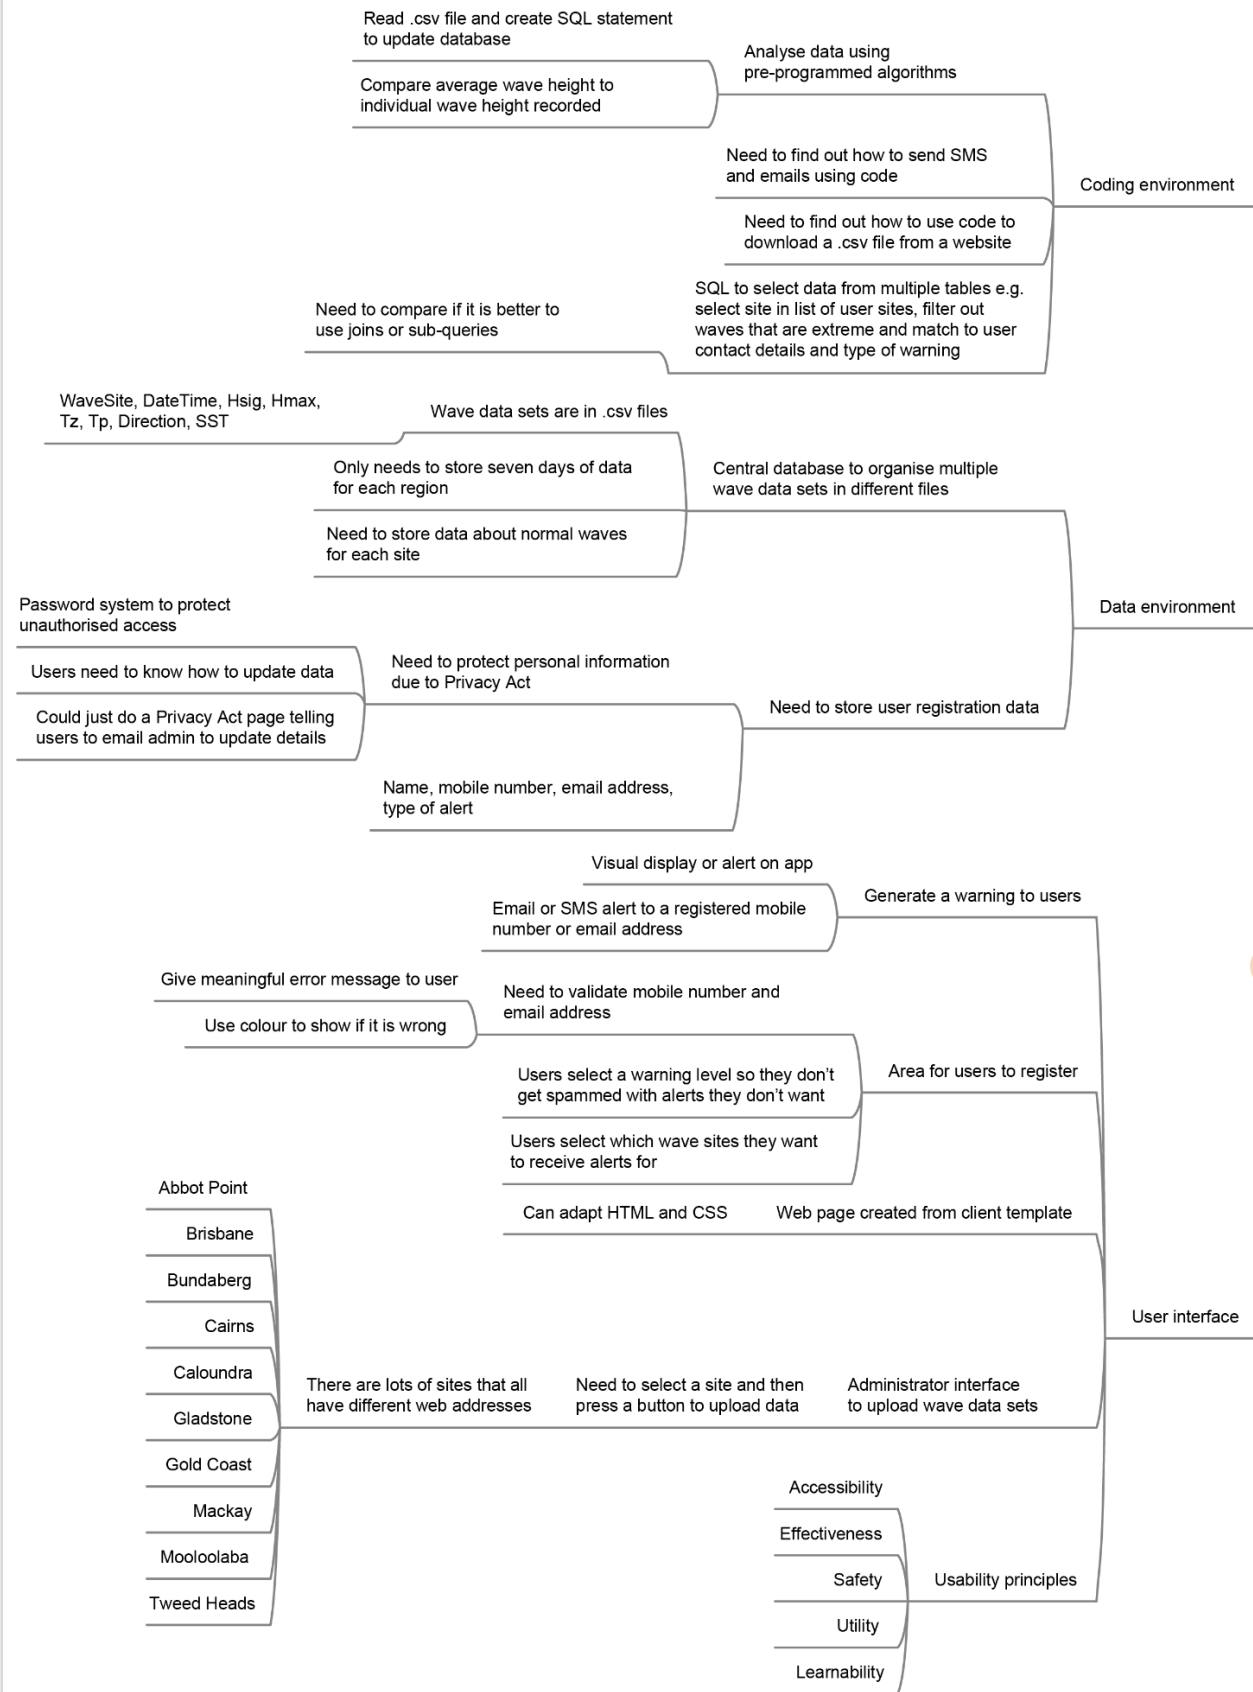 Read .csv file and create SQL statement
to update database
Analyse data using
pre-programmed algorithms
Compare average wave height to
individual wave height recorded
Need to find out how to send SMS
and emails using code
Coding environment
Need to find out how to use code to
download a .csv file from a website
SQL to select data from multiple tables e.g.
select site in list of user sites, filter out
waves that are extreme and match to user
contact details and type of warning
Need to compare if it is better to
use joins or sub-queries
WaveSite, DateTime, Hsig, Hmax,
Tz, Tp, Direction, SST
Wave data sets are in .csv files
Only needs to store seven days of data
for each region
Central database to organise multiple
wave data sets in different files
Need to store data about normal waves
for each site
Data environment
Password system to protect
unauthorised access
Users need to know how to update data
Need to protect personal information
due to Privacy Act
Could just do a Privacy Act page telling
users to email admin to update details
Need to store user registration data
Name, mobile number, email address,
type of alert
Visual display or alert on app
Generate a warning to users
Email or SMS alert to a registered mobile
number or email address
Give meaningful error message to user
Need to validate mobile number and
email address
Use colour to show if it is wrong
Area for users to register
Users select a warning level so they don't
get spammed with alerts they don't want
Users select which wave sites they want
to receive alerts for
Can adapt HTML and CSS
Web page created from client template
User interface
Abbot Point
Brisbane
Bundaberg
Cairns
Caloundra
Gladstone
Gold Coast
Mackay
Mooloolaba
Tweed Heads
There are lots of sites that all
have different web addresses
Need to select a site and then
press a button to upload data
Administrator interface
to upload wave data sets
Accessibility
Effectiveness
Safety
Utility
Learnability
Usability principles